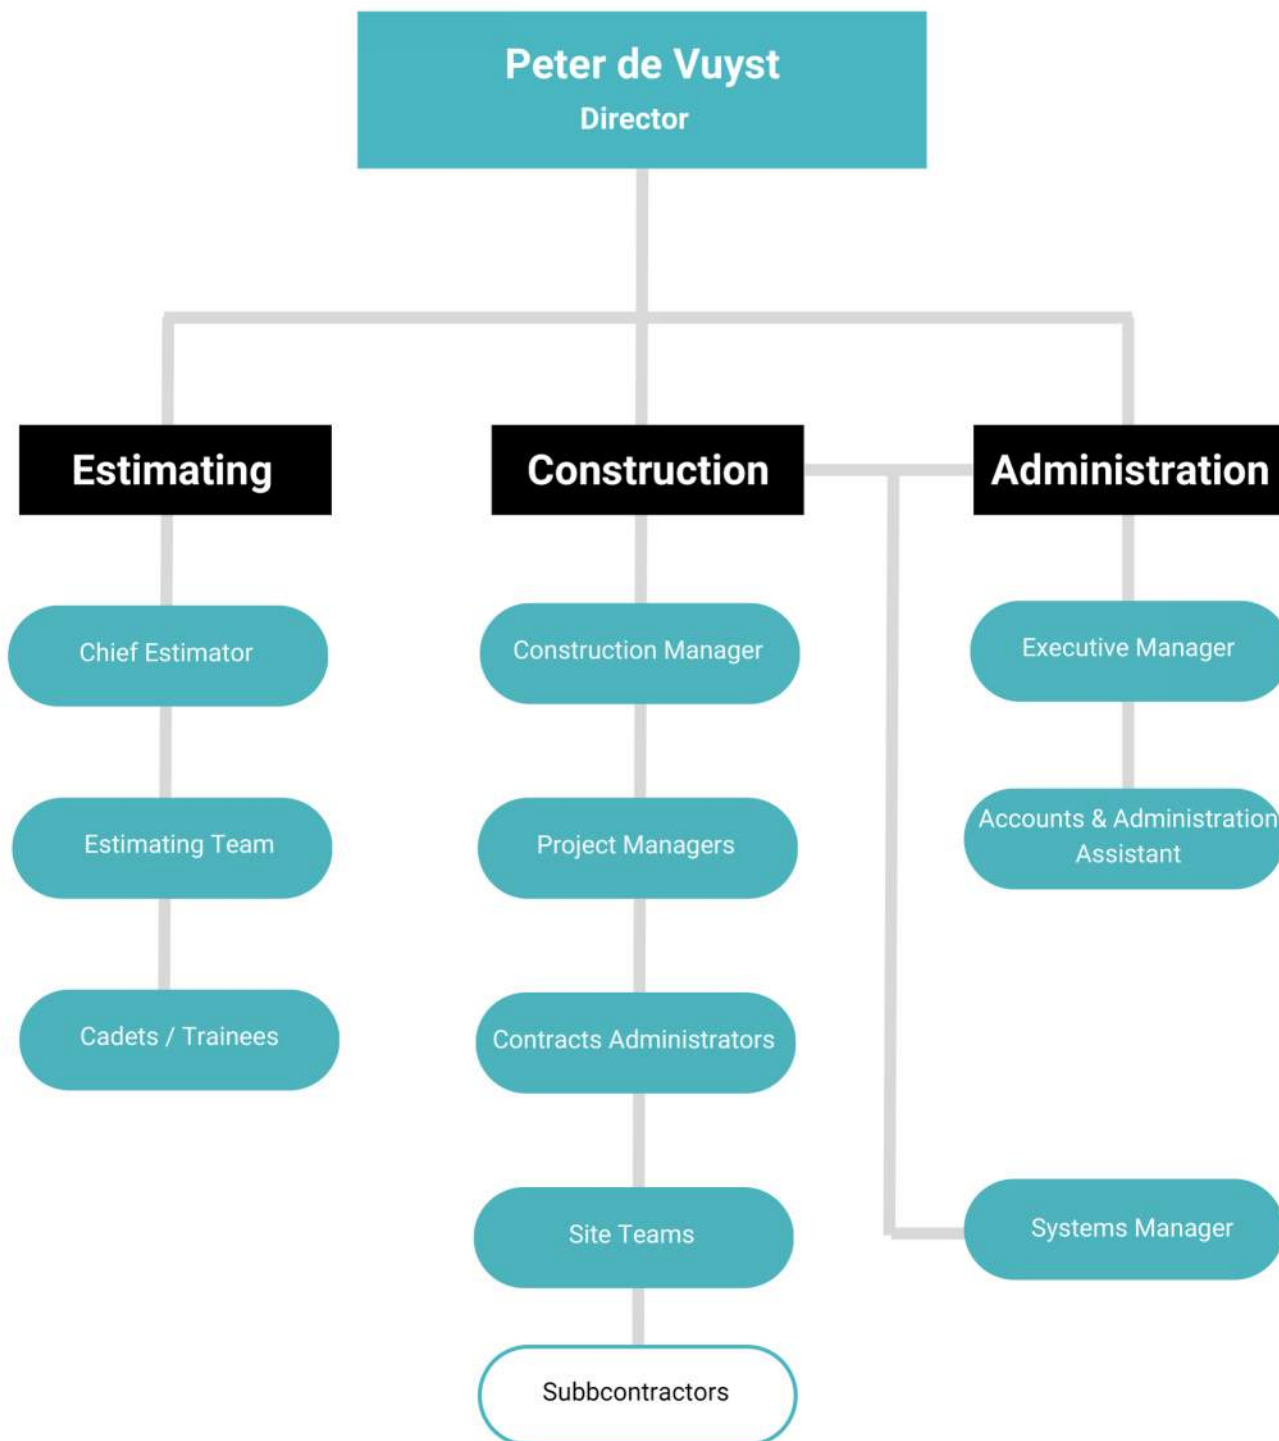 Peter de Vuyst
Director
Estimating
Construction
Administration
Chief Estimator
Construction Manager
Executive Manager
Estimating Team
Project Managers
Accounts & Administration
Assistant
Cadets / Trainees
Contracts Administrators
Site Teams
Systems Manager
Subbcontractors